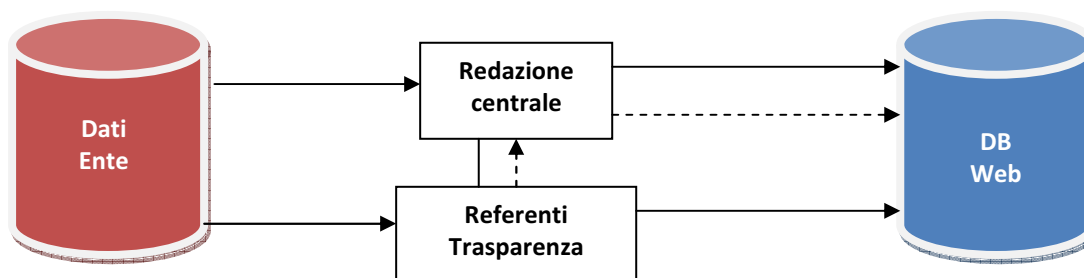 Dati
Ente
Redazione
centrale
Referenti
Trasparenza
DB
Web